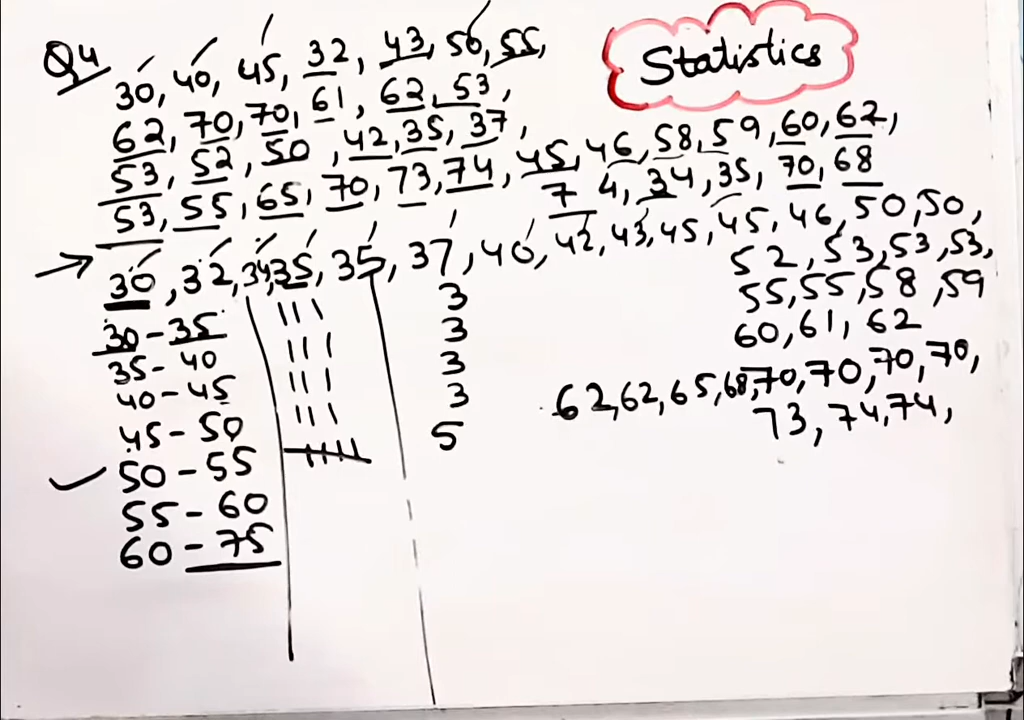 Q4
Statistics
30, 40, 45, 32, 43, 50, 55,
62, 70, 70, 61, 62, 53,
53, 52, 50, 42, 35, 37,
53, 55, 65, 70, 73, 74, 45, 46, 58, 59, 60, 62,
7 4, 34, 35, 70, 68
→ 30, 32, 34, 35, 35, 37, 40, 42, 43, 45, 45, 46, 50, 50,
52, 53, 53, 53,
55, 55, 58, 59
60, 61, 62
62, 62, 65, 68, 70, 70, 70, 70,
73, 74, 74,
30 - 35 ||| 3
35 - 40 ||| 3
40 - 45 ||| 3
45 - 50 ||| 3
✓ 50 - 55 5
55 - 60
60 - 75